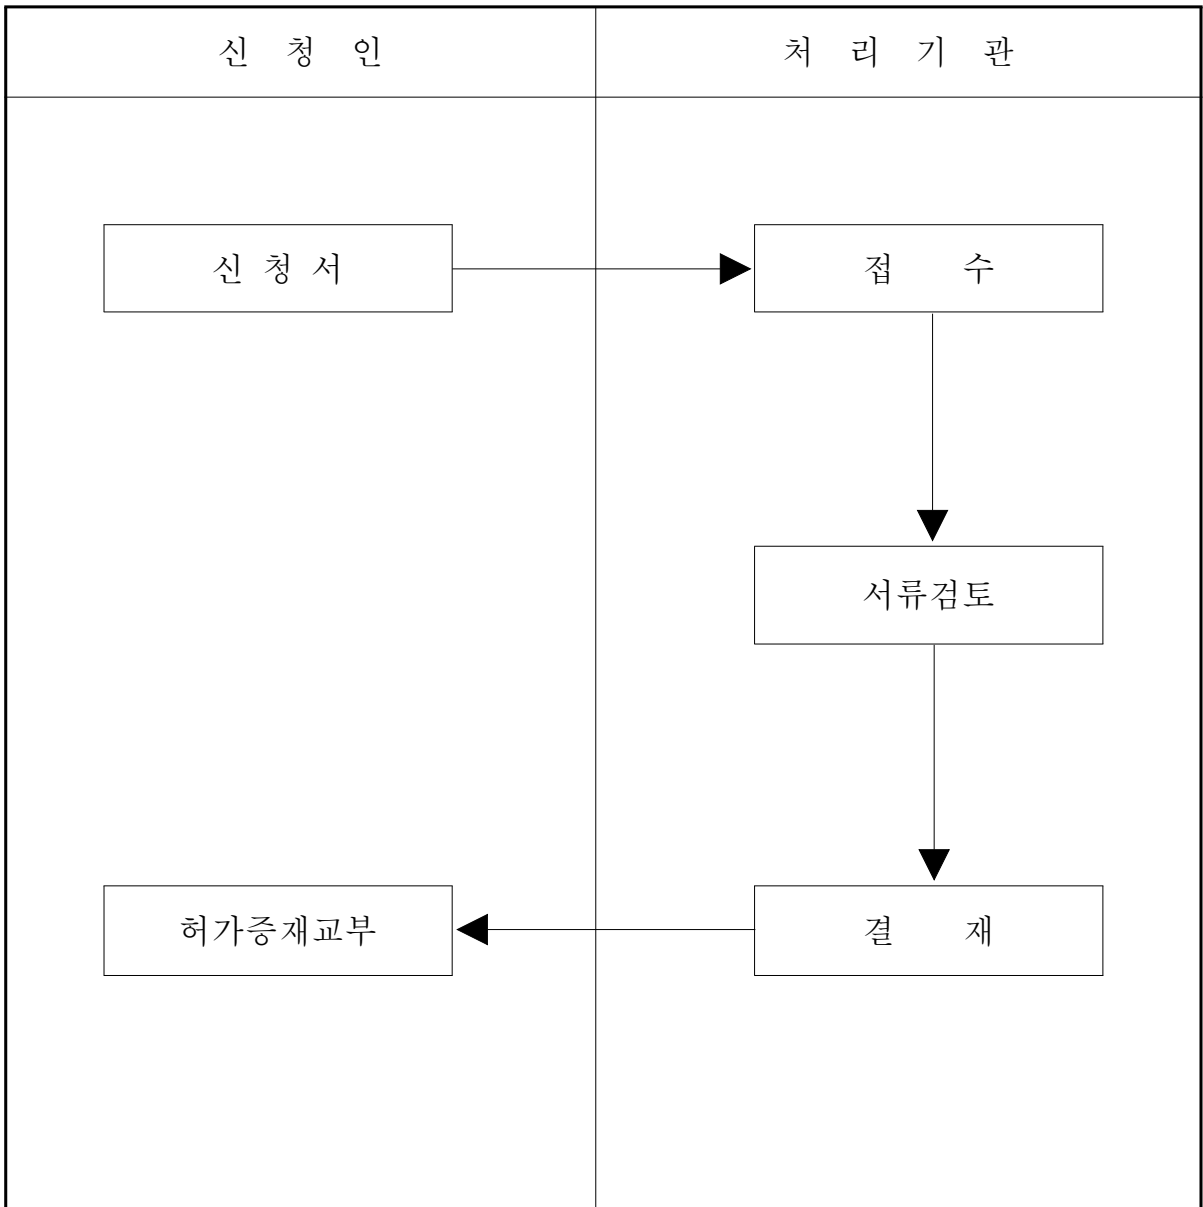 신 청 인 처 리 기 관
신 청 서 접 수
서류검토
허가증재교부 결 재